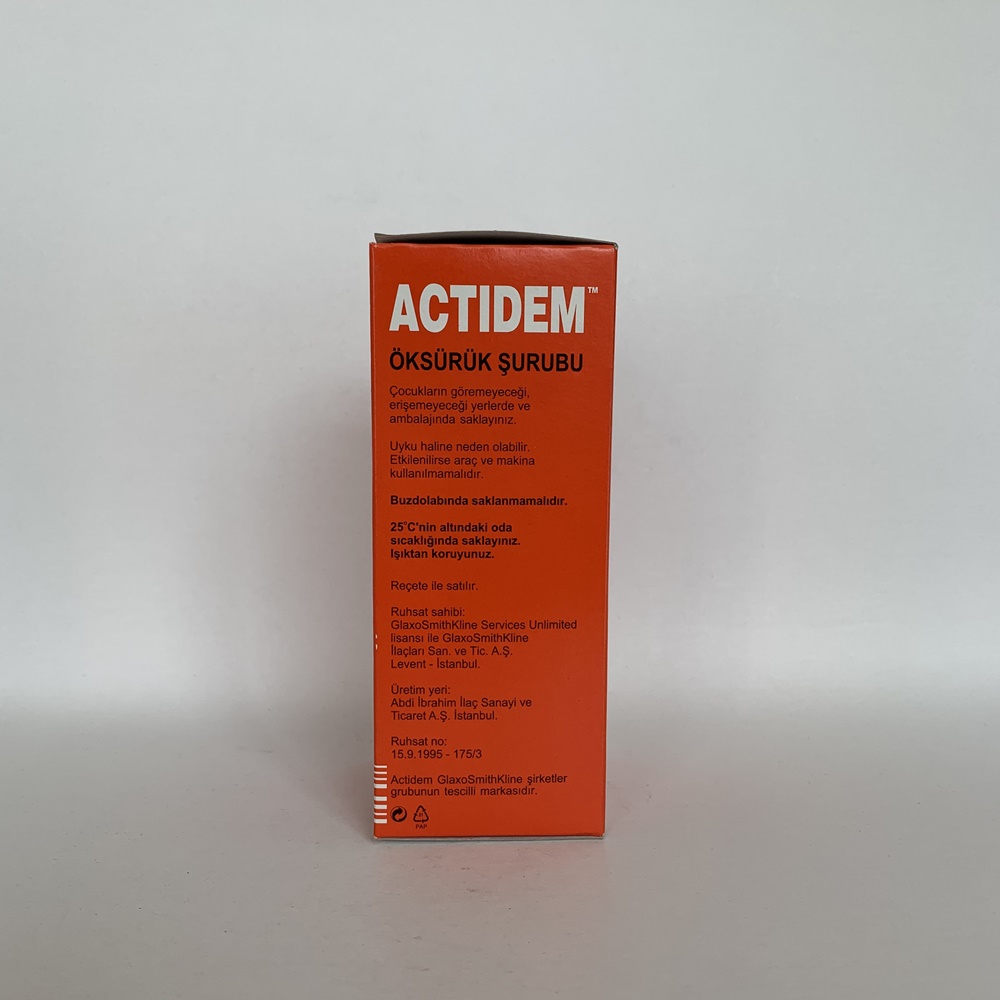 ACTIDEM™
ÖKSÜRÜK ŞURUBU
Çocukların göremeyeceği,
erişemeyeceği yerlerde ve
ambalajında saklayınız.
Uyku haline neden olabilir.
Etkilenilirse araç ve makina
kullanılmamalıdır.
Buzdolabında saklanmamalıdır.
25°C'nin altındaki oda
sıcaklığında saklayınız.
Işıktan koruyunuz.
Reçete ile satılır.
Ruhsat sahibi:
GlaxoSmithKline Services Unlimited
lisansı ile GlaxoSmithKline
İlaçları San. ve Tic. A.Ş.
Levent - İstanbul.
Üretim yeri:
Abdi İbrahim İlaç Sanayi ve
Ticaret A.Ş. İstanbul.
Ruhsat no:
15.9.1995 - 175/3
Actidem GlaxoSmithKline şirketler
grubunun tescilli markasıdır.
PAP